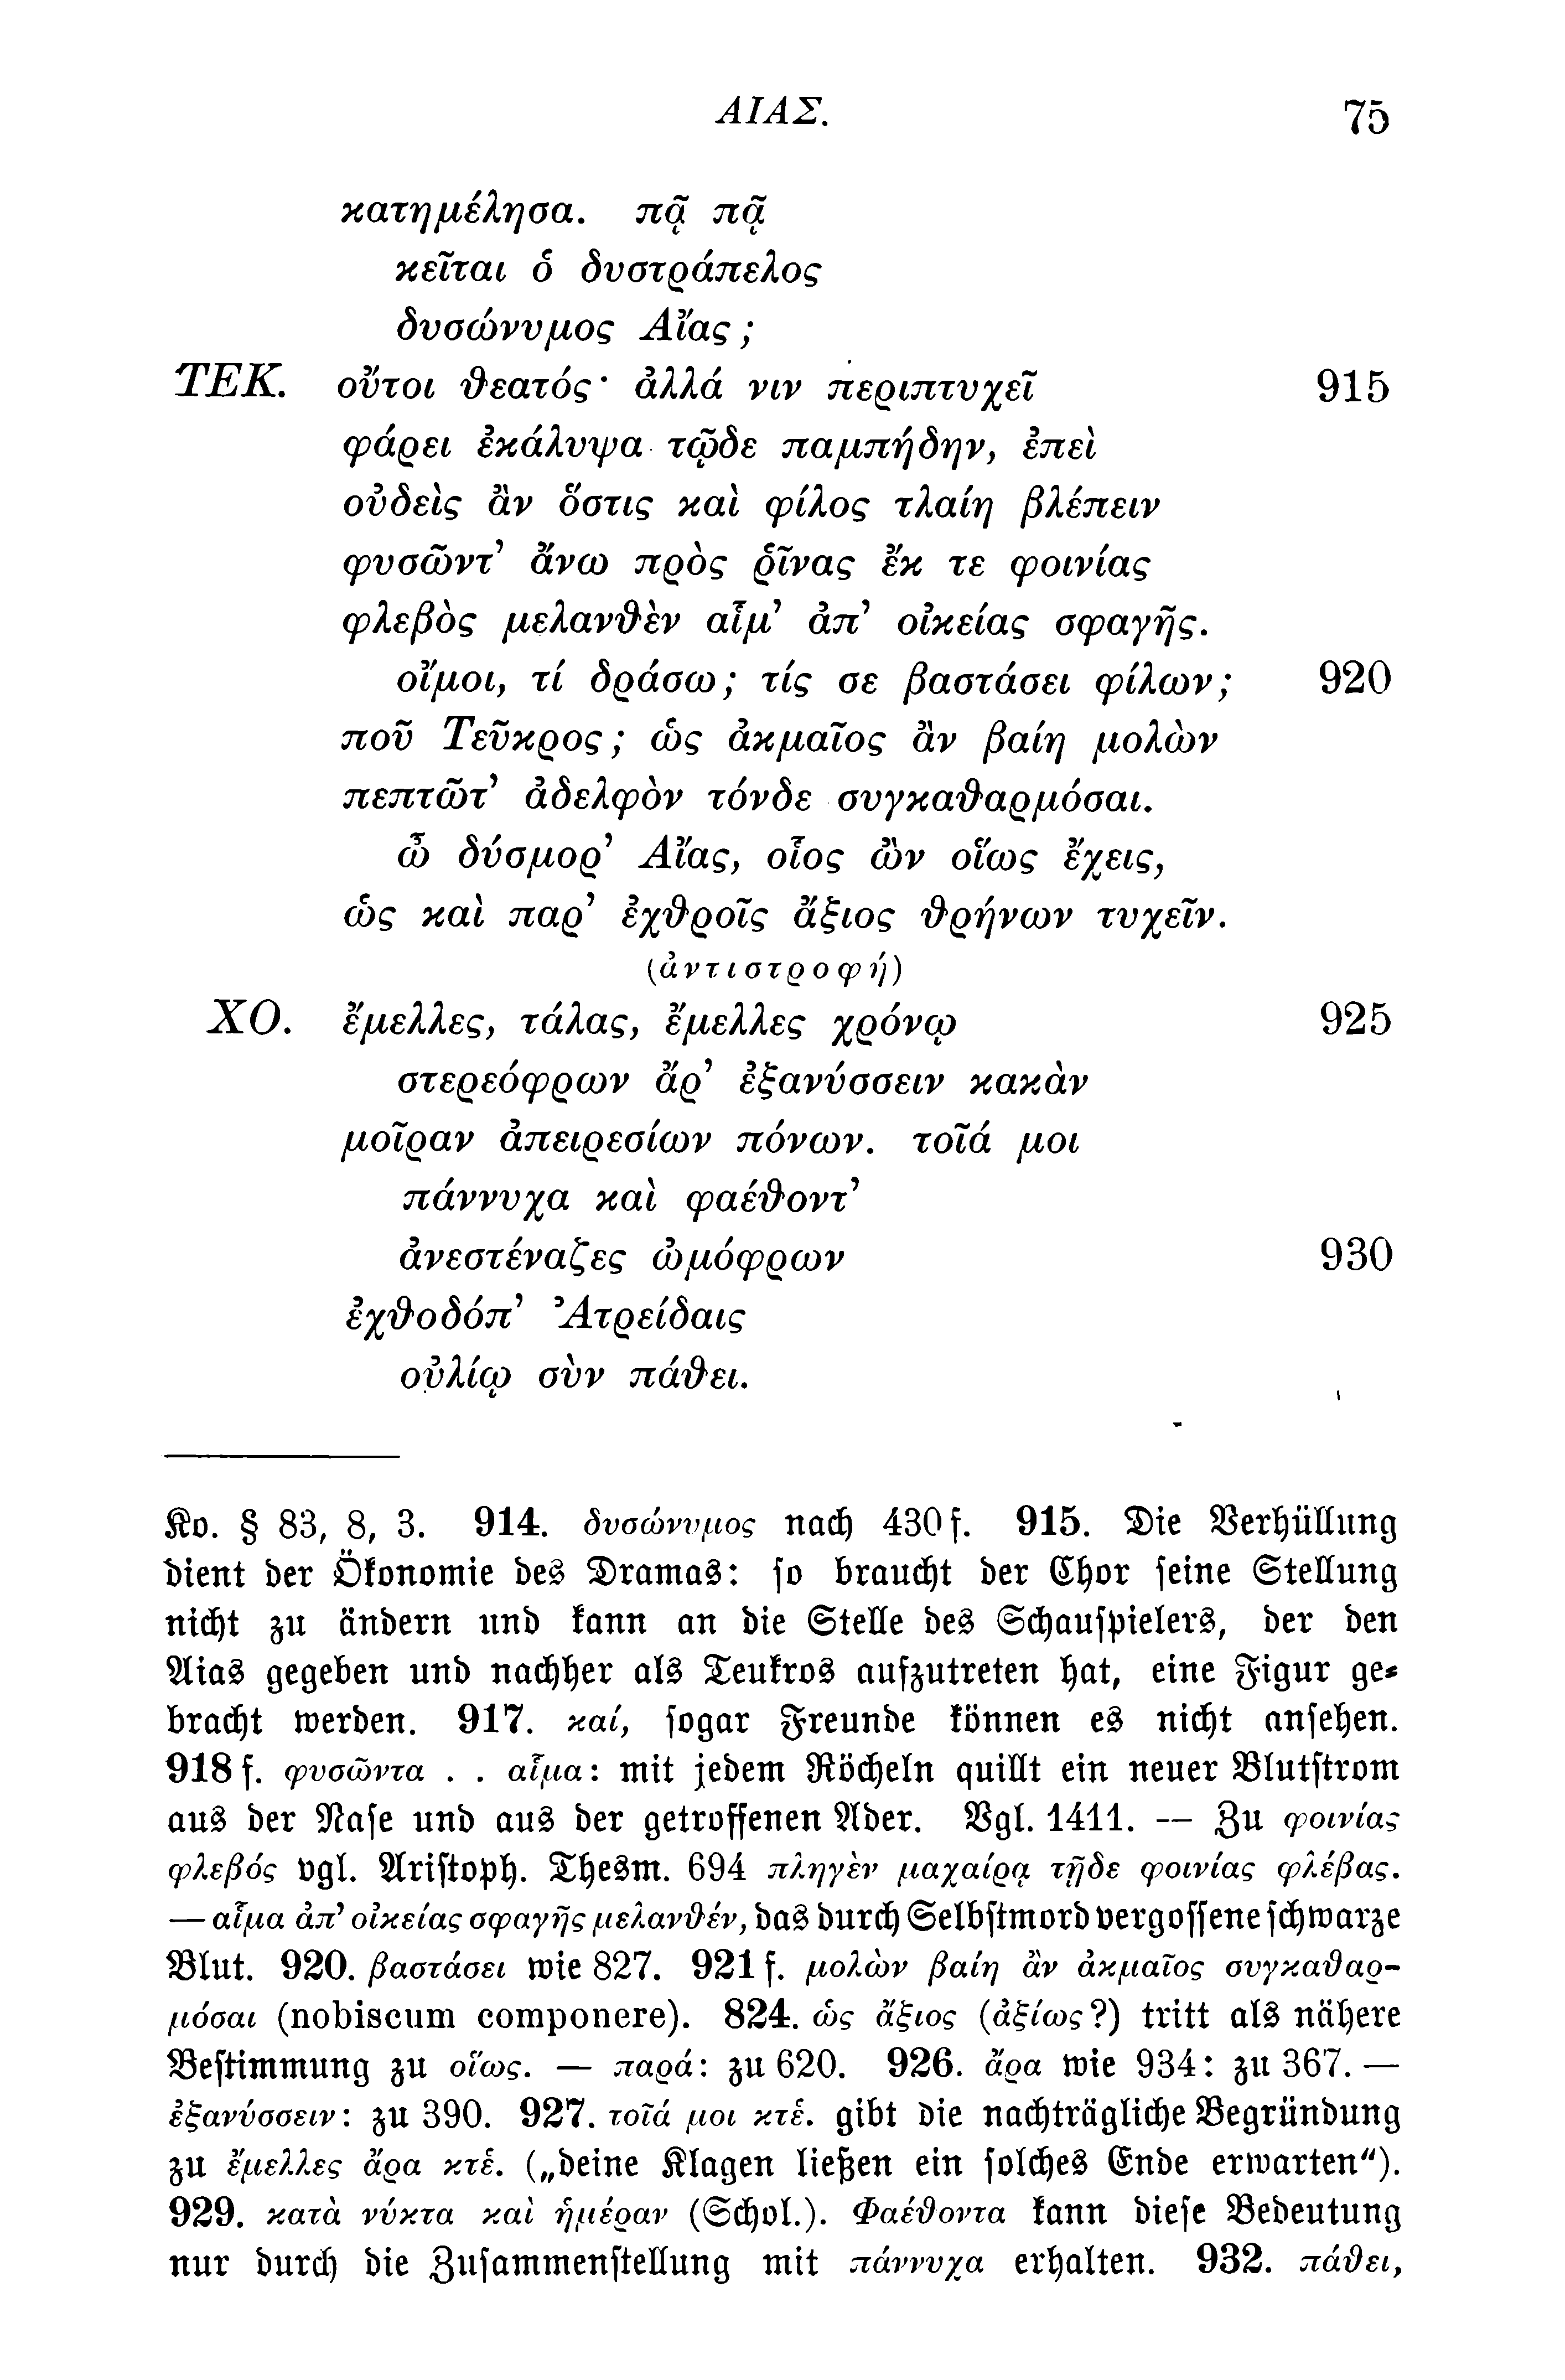 ΑΙΑΣ. 75
κατημέλησα. πᾷ πᾷ
κεῖται ὁ δυστράπελος
δυσώνυμος Αἴας;
ΤΕΚ. οὔτοι θεατός· ἀλλά νιν περιπτυχεῖ 915
φάρει ἐκάλυψα τῷδε παμπήδην, ἐπεὶ
οὐδεὶς ἂν ὅστις καὶ φίλος τλαίη βλέπειν
φυσῶντ’ ἄνω πρὸς ῥῖνας ἔκ τε φοινίας
φλεβὸς μελανθὲν αἷμ’ ἀπ’ οἰκείας σφαγῆς.
οἴμοι, τί δράσω; τίς σε βαστάσει φίλων; 920
ποῦ Τεῦκρος; ὡς ἀκμαῖος ἂν βαίη μολὼν
πεπτῶτ’ ἀδελφὸν τόνδε συγκαθαρμόσαι.
ὦ δύσμορ’ Αἴας, οἷος ὢν οἵως ἔχεις,
ὡς καὶ παρ’ ἐχθροῖς ἄξιος θρήνων τυχεῖν.
(ἀντιστροφή)
ΧΟ. ἔμελλες, τάλας, ἔμελλες χρόνῳ 925
στερεόφρων ἄρ’ ἐξανύσσειν κακὰν
μοῖραν ἀπειρεσίων πόνων. τοῖά μοι
πάννυχα καὶ φαέθοντ’
ἀνεστέναζες ὠμόφρων 930
ἐχθοδόπ’ Ἀτρείδαις
οὐλίῳ σὺν πάθει.
Ko. § 83, 8, 3. 914. δυσώνυμος nach 430 f. 915. Die Verhüllung
dient der Ökonomie des Dramas: so braucht der Chor seine Stellung
nicht zu ändern und kann an die Stelle des Schauspielers, der den
Aias gegeben und nachher als Teukros aufzutreten hat, eine Figur ge-
bracht werden. 917. καί, sogar Freunde können es nicht ansehen.
918 f. φυσῶντα . . αἷμα: mit jedem Röcheln quillt ein neuer Blutstrom
aus der Nase und aus der getroffenen Ader. Vgl. 1411. — Zu φοινίας
φλεβός vgl. Aristoph. Thesm. 694 πληγὲν μαχαίρᾳ τῇδε φοινίας φλέβας.
— αἷμα ἀπ’ οἰκείας σφαγῆς μελανθέν, das durch Selbstmord vergossene schwarze
Blut. 920. βαστάσει wie 827. 921 f. μολὼν βαίη ἂν ἀκμαῖος συγκαθαρ-
μόσαι (nobiscum componere). 824. ὡς ἄξιος (ἀξίως?) tritt als nähere
Bestimmung zu οἵως. — παρά: zu 620. 926. ἄρα wie 934: zu 367. —
ἐξανύσσειν: zu 390. 927. τοῖά μοι κτἑ. gibt die nachträgliche Begründung
zu ἔμελλες ἄρα κτἑ. („deine Klagen ließen ein solches Ende erwarten").
929. κατὰ νύκτα καὶ ἡμέραν (Schol.). Φαέθοντα kann diese Bedeutung
nur durch die Zusammenstellung mit πάννυχα erhalten. 932. πάθει,